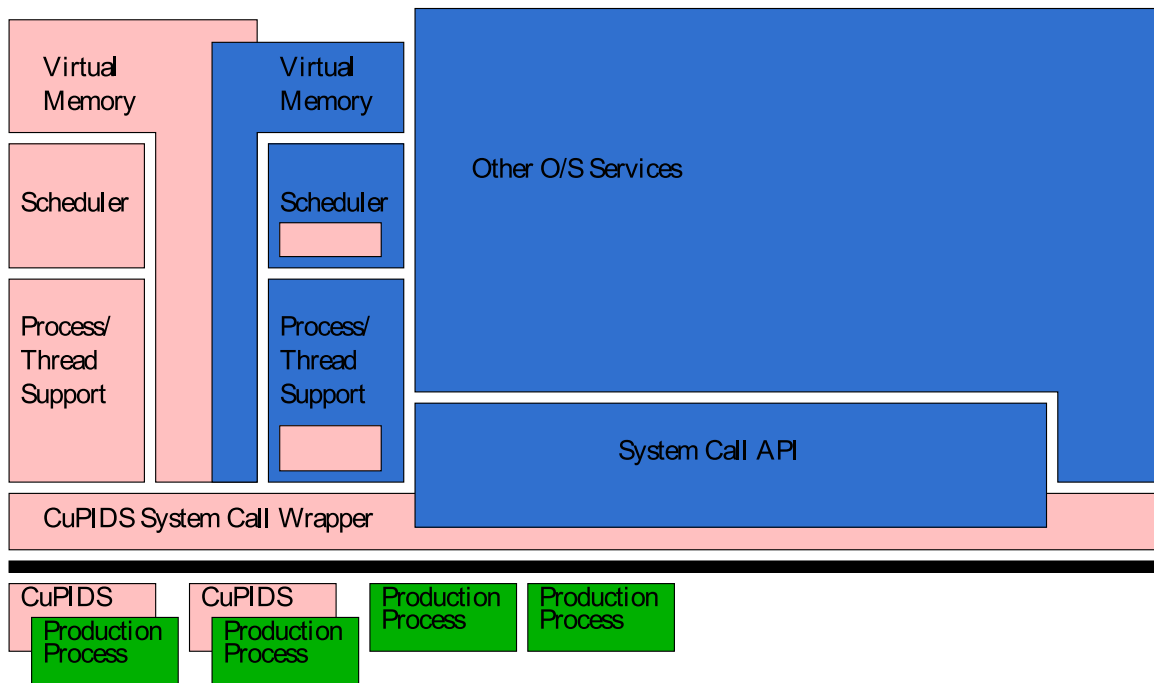 Virtual
Memory
Virtual
Memory
Other O/S Services
Scheduler
Scheduler
Process/
Thread
Support
Process/
Thread
Support
System Call API
CuPIDS System Call Wrapper
CuPIDS
Production
Process
CuPIDS
Production
Process
Production
Process
Production
Process